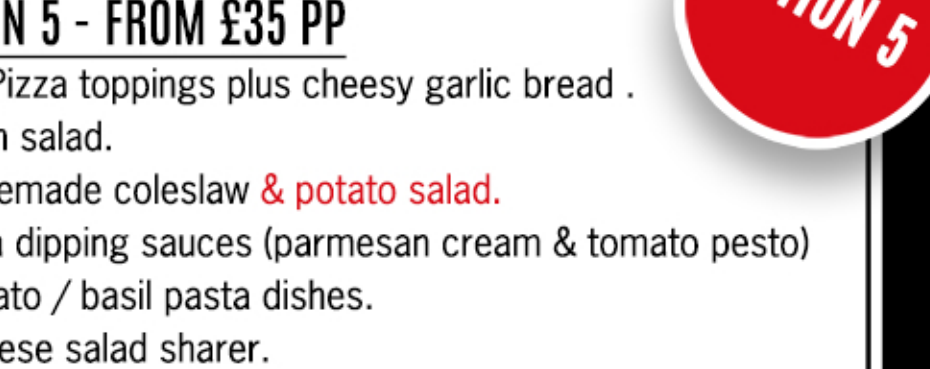 N 5 - FROM £35 PP
Pizza toppings plus cheesy garlic bread .
salad.
emade coleslaw & potato salad.
dipping sauces (parmesan cream & tomato pesto)
ato / basil pasta dishes.
ese salad sharer.
ION 5